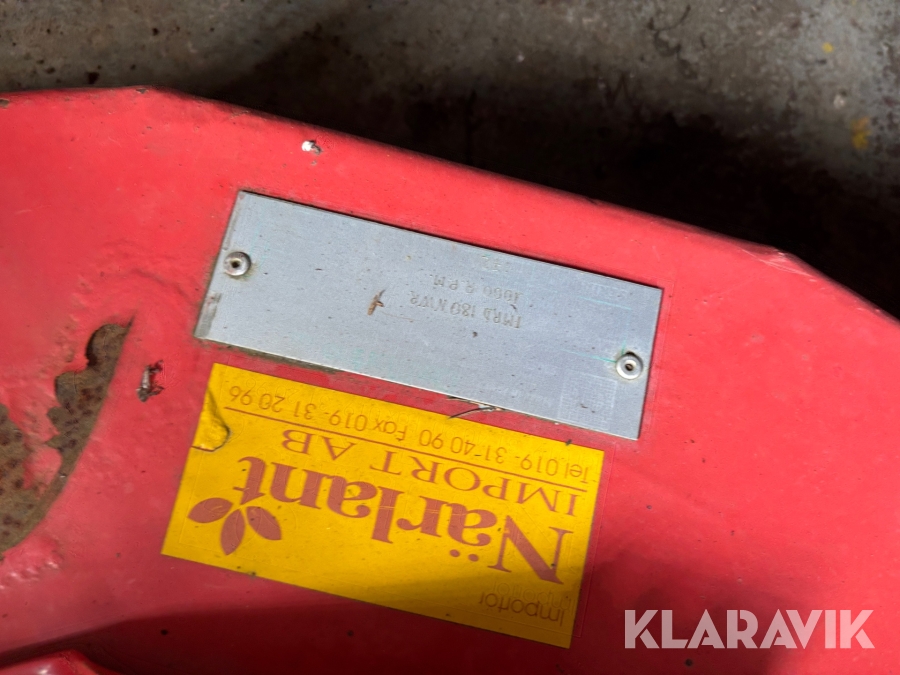 Importör
Närlant
IMPORT AB
Tel.019-31 40 90 Fax 019-31 20 96
1000 R P M
KLARAVIK